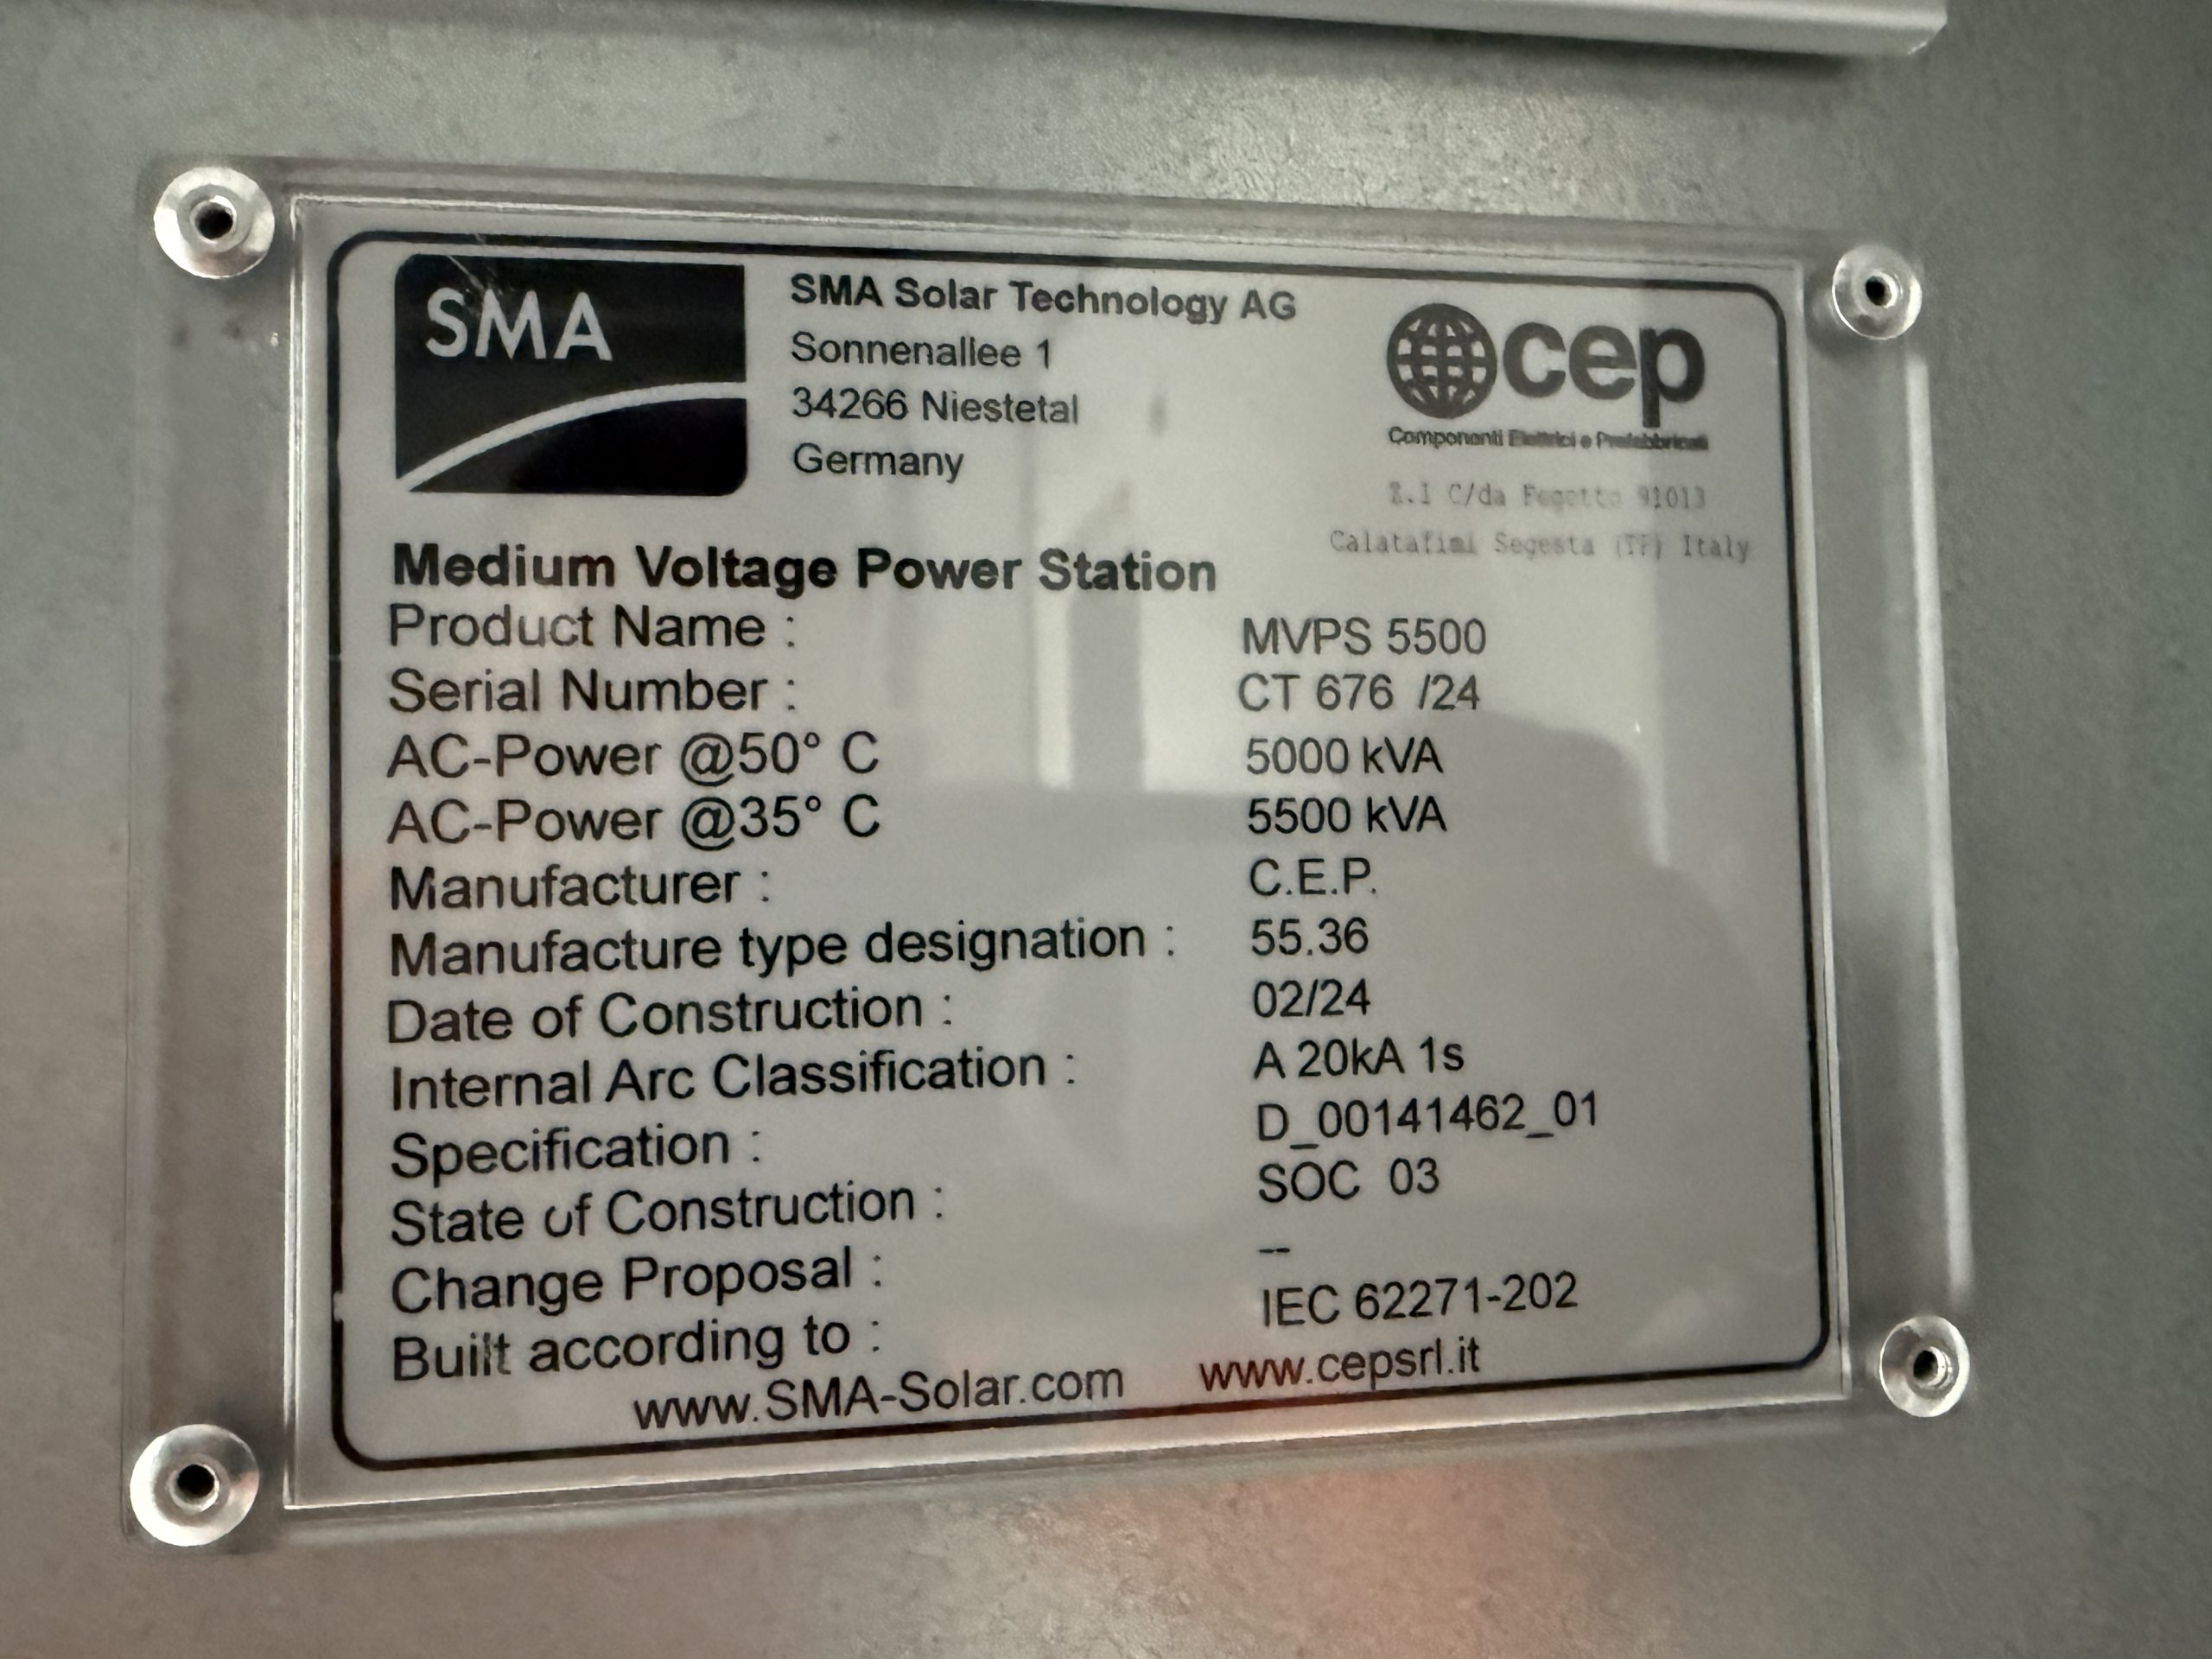 SMA
SMA Solar Technology AG
Sonnenallee 1
34266 Niestetal
Germany
cep
Componenti Elettrici e Prefabbricati
C/da 91013
Calatafimi Segesta (TP) Italy
Medium Voltage Power Station
Product Name : MVPS 5500
Serial Number : CT 676 /24
AC-Power @50° C 5000 kVA
AC-Power @35° C 5500 kVA
Manufacturer : C.E.P.
Manufacture type designation : 55.36
Date of Construction : 02/24
Internal Arc Classification : A 20kA 1s
Specification : D_00141462_01
State of Construction : SOC 03
Change Proposal : --
Built according to : IEC 62271-202
www.SMA-Solar.com www.cepsrl.it